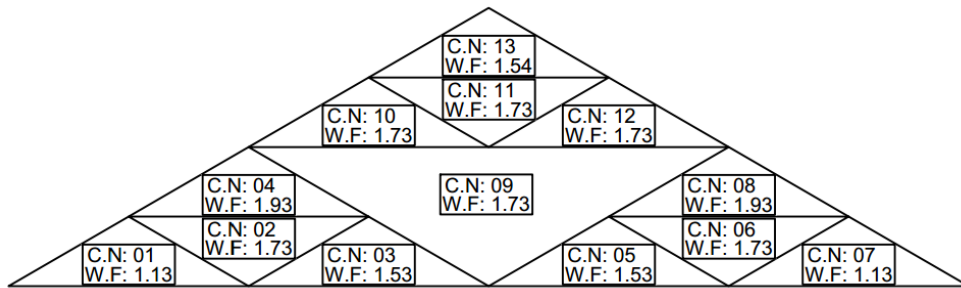 C.N: 13
W.F: 1.54
C.N: 11
W.F: 1.73
C.N: 10
W.F: 1.73
C.N: 12
W.F: 1.73
C.N: 04
W.F: 1.93
C.N: 09
W.F: 1.73
C.N: 08
W.F: 1.93
C.N: 02
W.F: 1.73
C.N: 06
W.F: 1.73
C.N: 01
W.F: 1.13
C.N: 03
W.F: 1.53
C.N: 05
W.F: 1.53
C.N: 07
W.F: 1.13